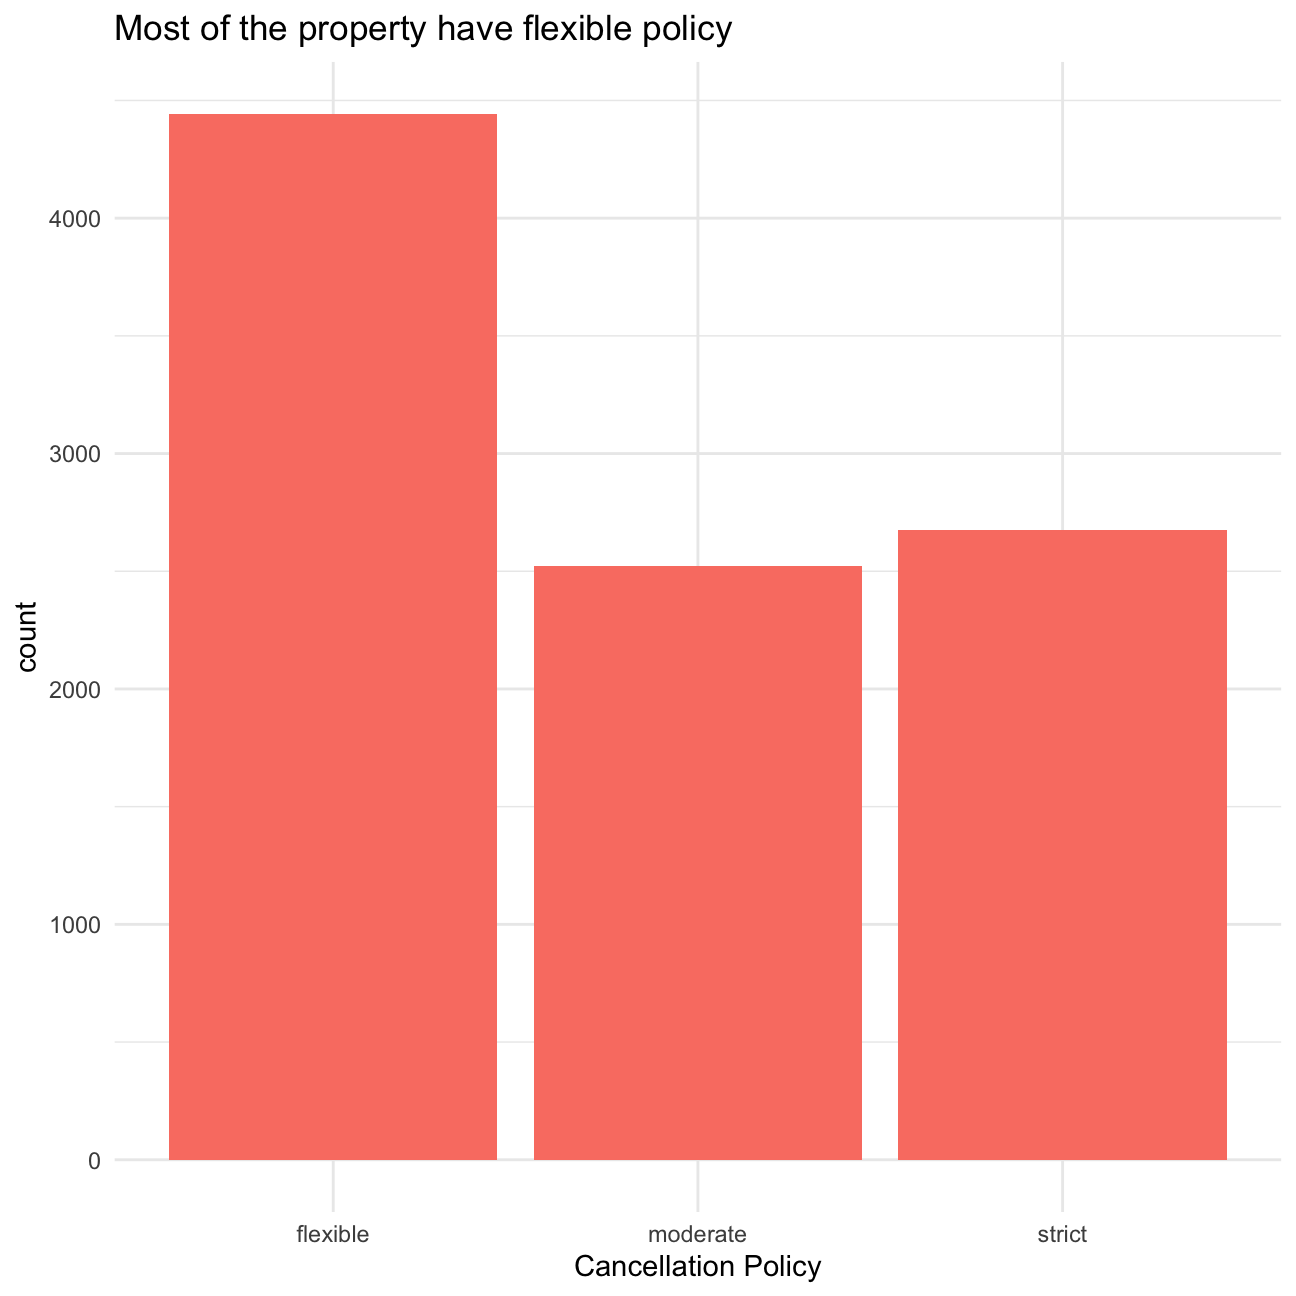 Most of the property have flexible policy
count
4000
3000
2000
1000
0
flexible
moderate
strict
Cancellation Policy